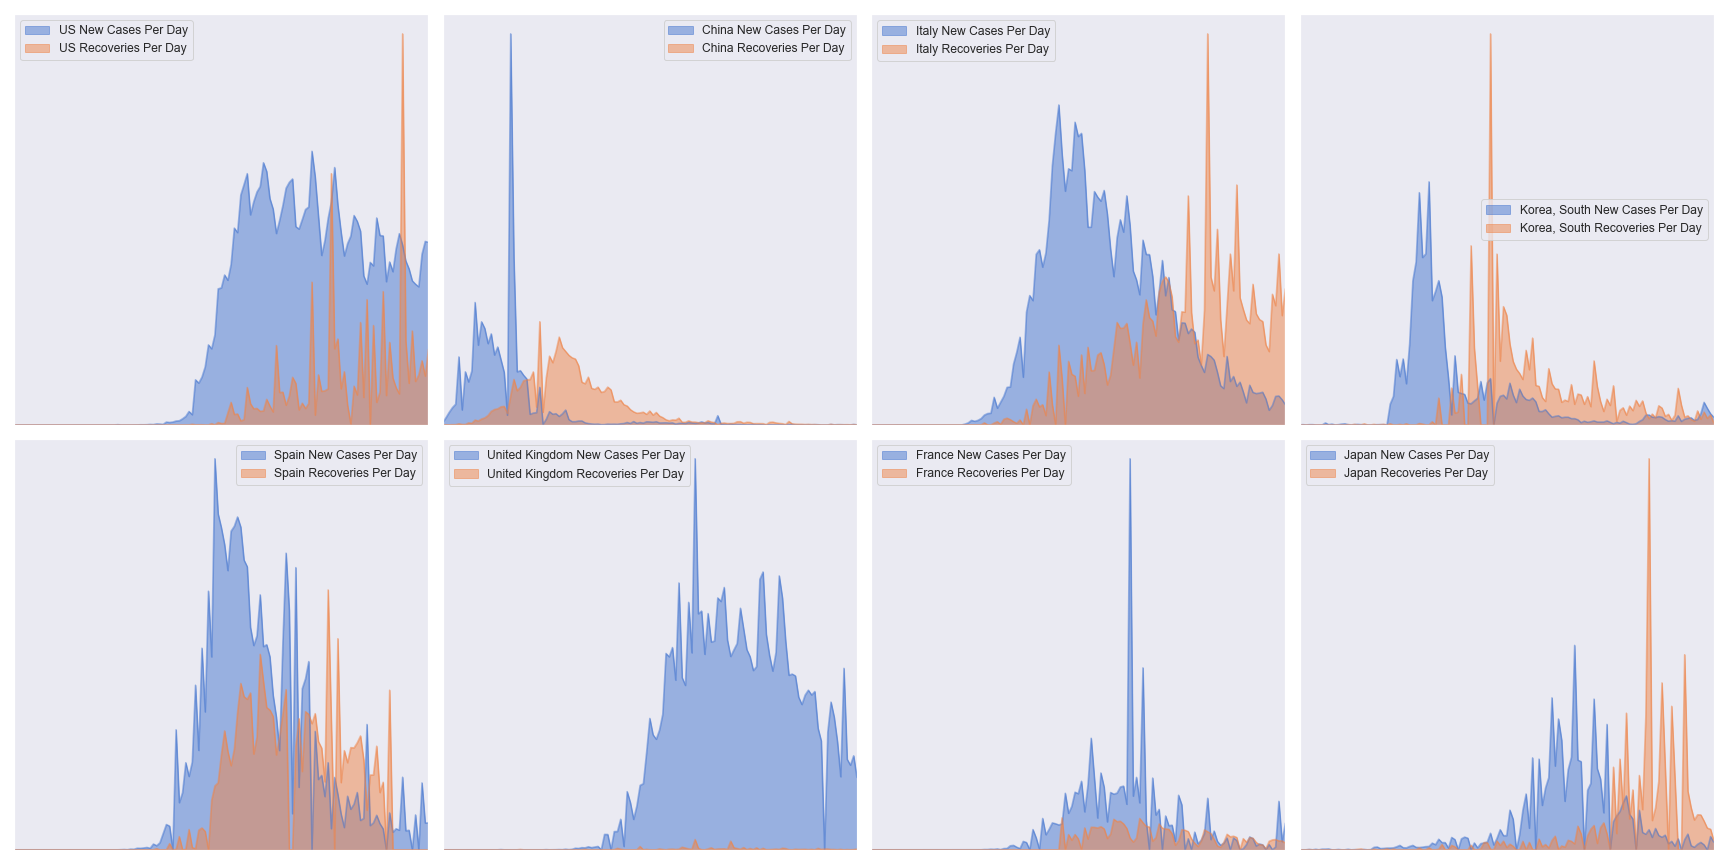 US New Cases Per Day
US Recoveries Per Day
China New Cases Per Day
China Recoveries Per Day
Italy New Cases Per Day
Italy Recoveries Per Day
Korea, South New Cases Per Day
Korea, South Recoveries Per Day
Spain New Cases Per Day
Spain Recoveries Per Day
United Kingdom New Cases Per Day
United Kingdom Recoveries Per Day
France New Cases Per Day
France Recoveries Per Day
Japan New Cases Per Day
Japan Recoveries Per Day